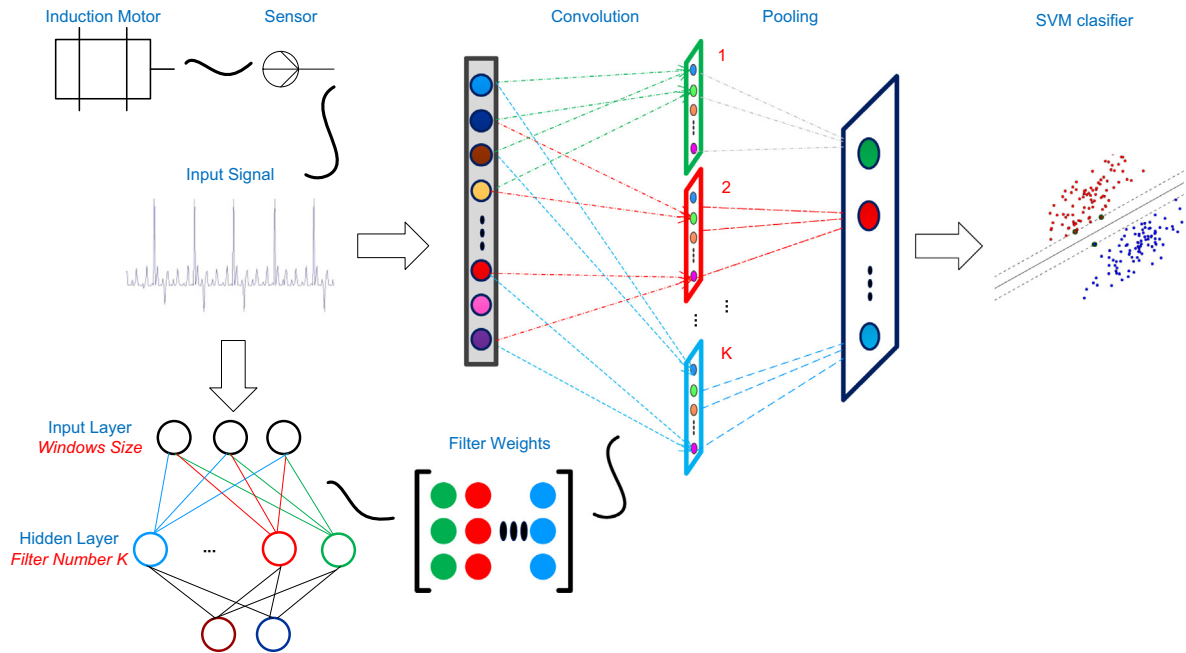 Induction Motor
Sensor
Convolution
Pooling
SVM clasifier
1
Input Signal
2
...
...
K
Input Layer
Windows Size
Filter Weights
Hidden Layer
Filter Number K
...